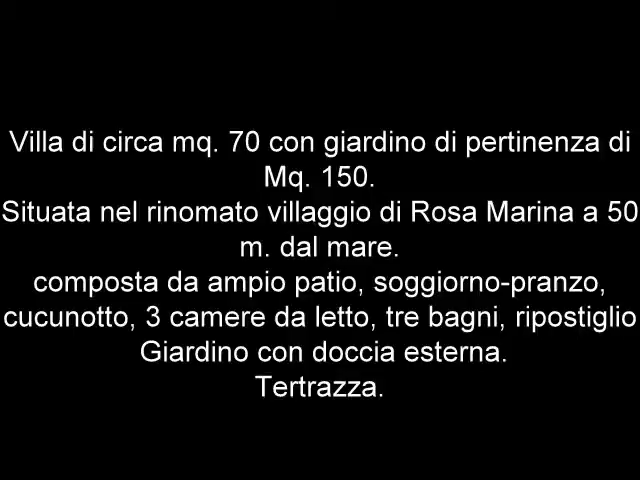 Villa di circa mq. 70 con giardino di pertinenza di
Mq. 150.
Situata nel rinomato villaggio di Rosa Marina a 50
m. dal mare.
composta da ampio patio, soggiorno-pranzo,
cucunotto, 3 camere da letto, tre bagni, ripostiglio
Giardino con doccia esterna.
Tertrazza.